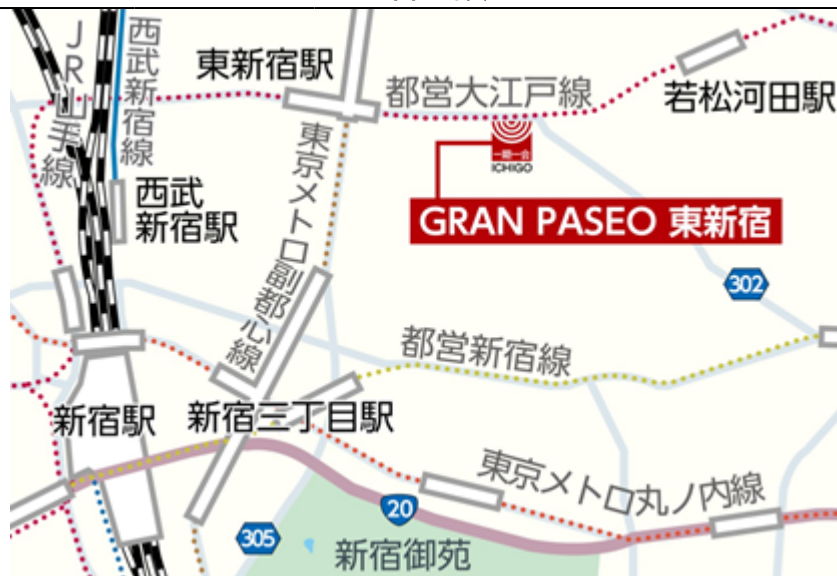 JR山手線
西武新宿線
東新宿駅
都営大江戸線
若松河田駅
一期一会
ICHIGO
西武
新宿駅
東京メトロ副都心線
GRAN PASEO 東新宿
302
都営新宿線
新宿駅
新宿三丁目駅
東京メトロ丸ノ内線
20
305
新宿御苑